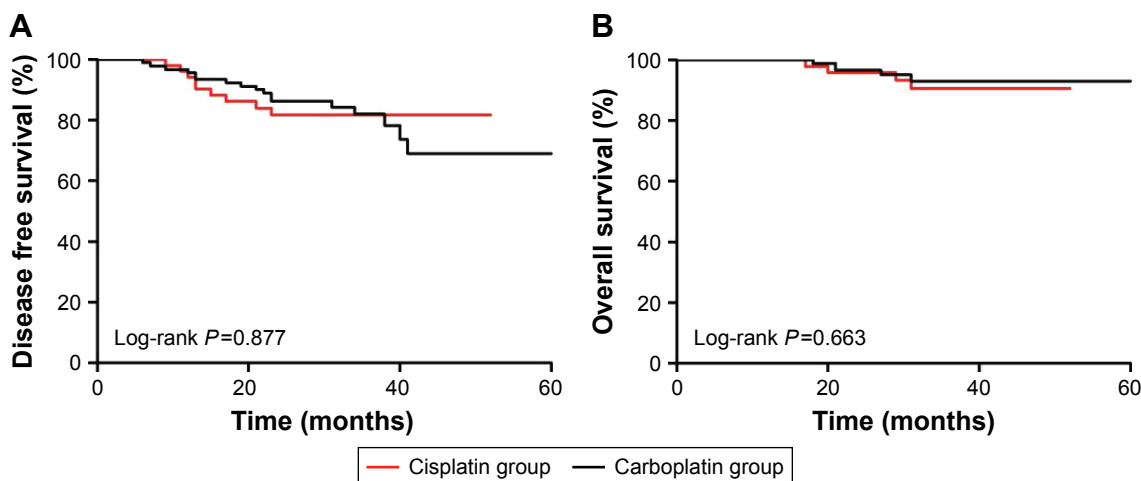 A
Disease free survival (%)
100
80
60
40
20
0
Log-rank P=0.877
0 20 40 60
Time (months)
B
Overall survival (%)
100
80
60
40
20
0
Log-rank P=0.663
0 20 40 60
Time (months)
Cisplatin group Carboplatin group